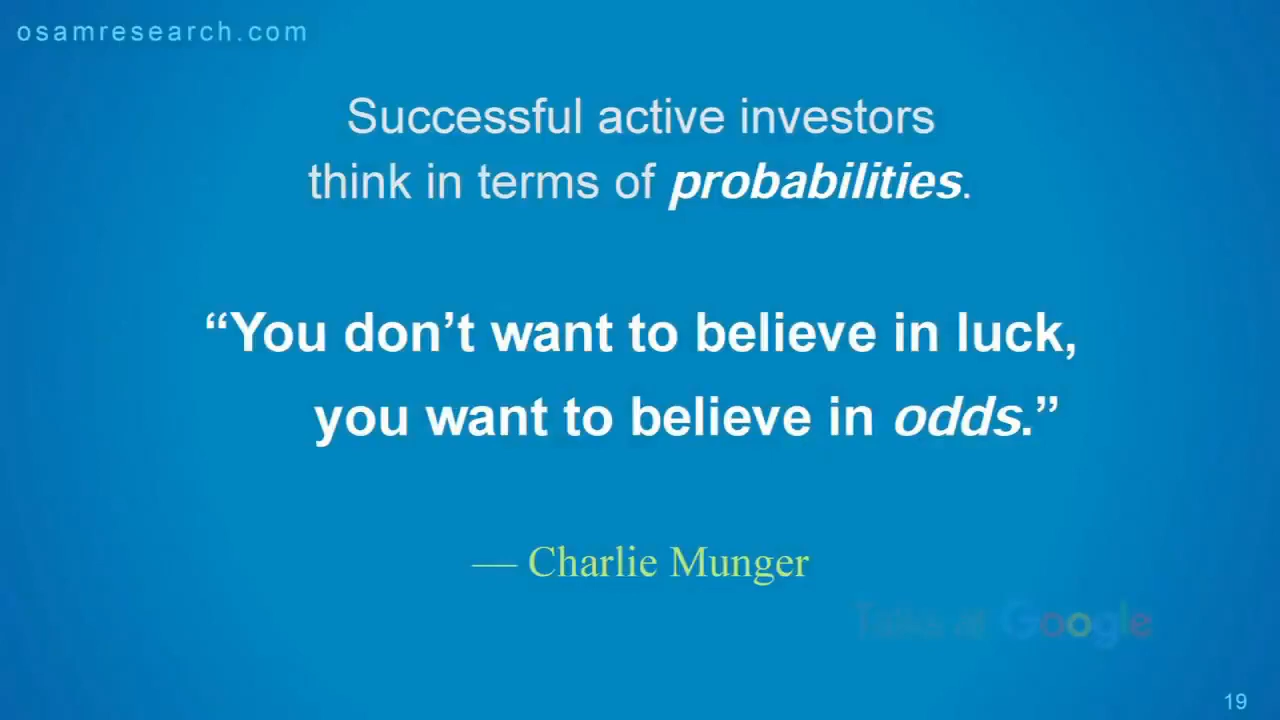 osamresearch.com
Successful active investors
think in terms of probabilities.
“You don’t want to believe in luck,
you want to believe in odds.”
— Charlie Munger
Talks at Google
19